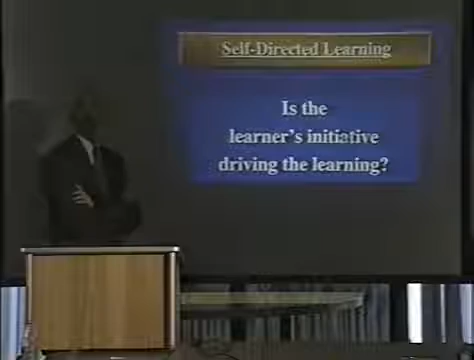 Self-Directed Learning
Is the
learner's initiative
driving the learning?